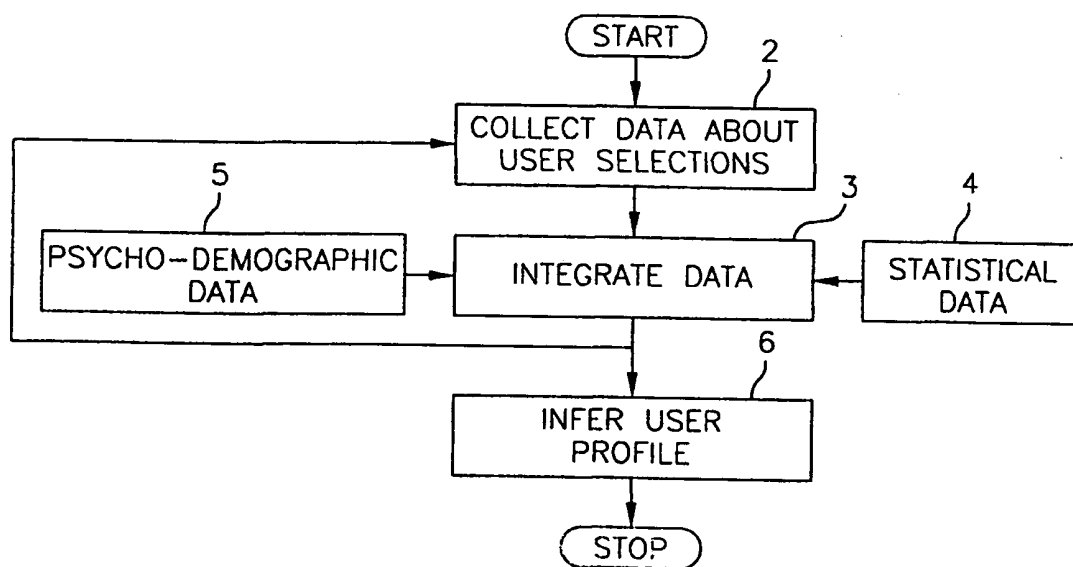 START
2
COLLECT DATA ABOUT
USER SELECTIONS
5
3
4
PSYCHO-DEMOGRAPHIC
DATA
INTEGRATE DATA
STATISTICAL
DATA
6
INFER USER
PROFILE
STOP